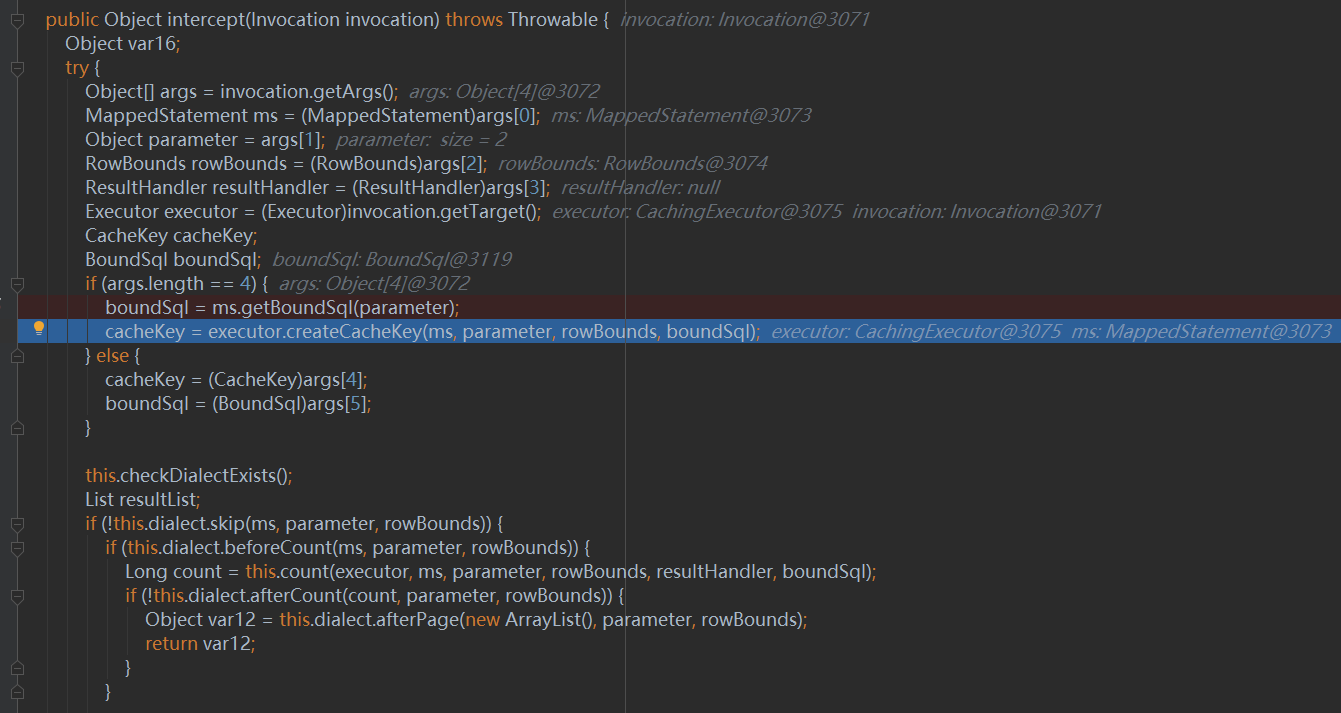 public Object intercept(Invocation invocation) throws Throwable { invocation: Invocation@3071
Object var16;
try {
Object[] args = invocation.getArgs(); args: Object[4]@3072
MappedStatement ms = (MappedStatement)args[0]; ms: MappedStatement@3073
Object parameter = args[1]; parameter: size = 2
RowBounds rowBounds = (RowBounds)args[2]; rowBounds: RowBounds@3074
ResultHandler resultHandler = (ResultHandler)args[3]; resultHandler: null
Executor executor = (Executor)invocation.getTarget(); executor: CachingExecutor@3075 invocation: Invocation@3071
CacheKey cacheKey;
BoundSql boundSql; boundSql: BoundSql@3119
if (args.length == 4) { args: Object[4]@3072
boundSql = ms.getBoundSql(parameter);
cacheKey = executor.createCacheKey(ms, parameter, rowBounds, boundSql); executor: CachingExecutor@3075 ms: MappedStatement@3073
} else {
cacheKey = (CacheKey)args[4];
boundSql = (BoundSql)args[5];
}
this.checkDialectExists();
List resultList;
if (!this.dialect.skip(ms, parameter, rowBounds)) {
if (this.dialect.beforeCount(ms, parameter, rowBounds)) {
Long count = this.count(executor, ms, parameter, rowBounds, resultHandler, boundSql);
if (!this.dialect.afterCount(count, parameter, rowBounds)) {
Object var12 = this.dialect.afterPage(new ArrayList(), parameter, rowBounds);
return var12;
}
}